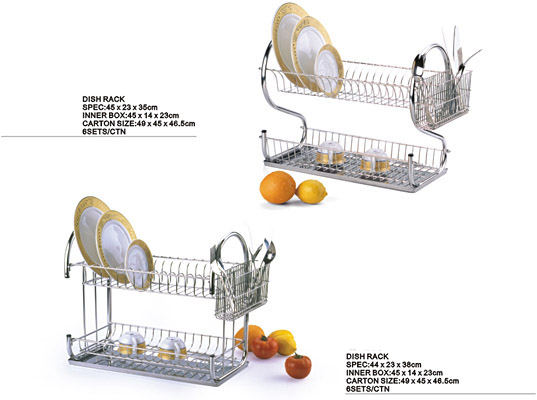 DISH RACK
SPEC:45 x 23 x 35cm
INNER BOX:45 x 14 x 23cm
CARTON SIZE:49 x 45 x 46.5cm
6SETS/CTN
DISH RACK
SPEC:44 x 23 x 38cm
INNER BOX:45 x 14 x 23cm
CARTON SIZE:49 x 45 x 46.5cm
6SETS/CTN